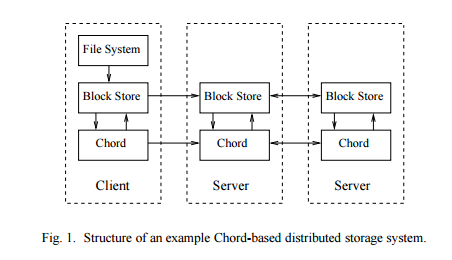 File System
Block Store
Block Store
Block Store
Chord
Chord
Chord
Client
Server
Server
Fig. 1. Structure of an example Chord-based distributed storage system.